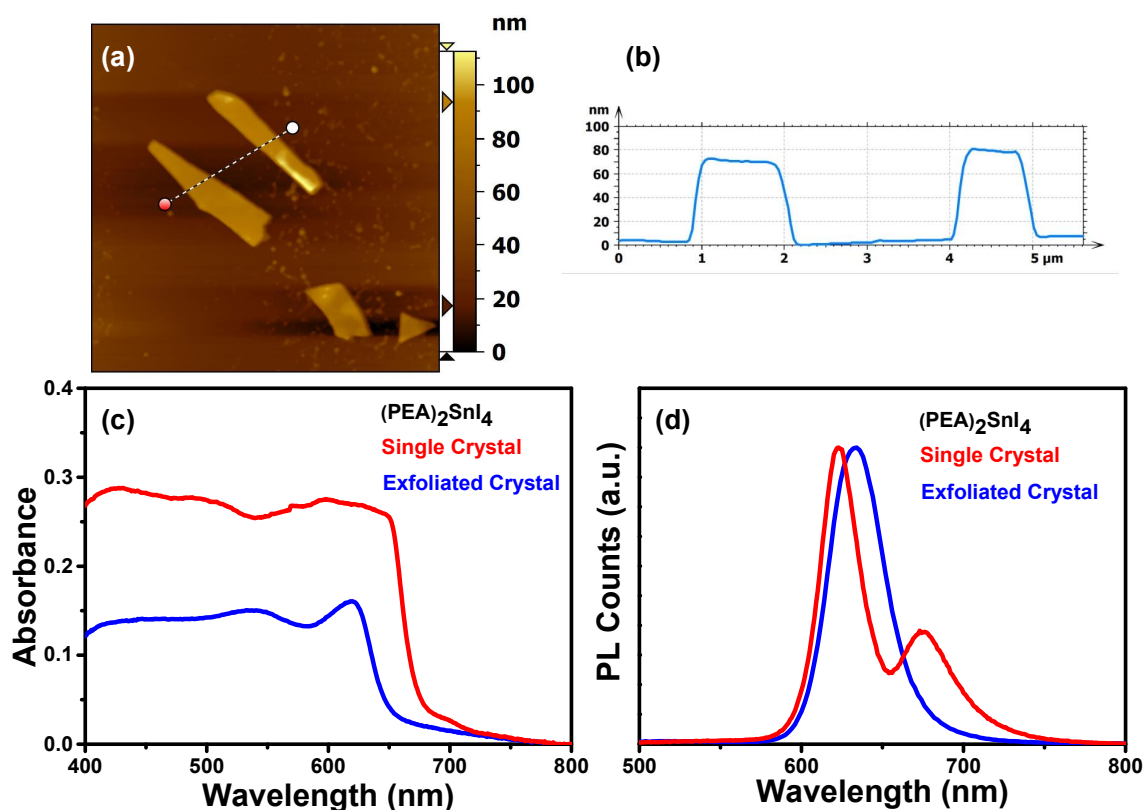 (a)
nm
100
80
60
40
20
0
(b)
nm
100
80
60
40
20
0
0 1 2 3 4 5 µm
(c)
(PEA)₂SnI₄
Single Crystal
Exfoliated Crystal
Absorbance
0.4
0.3
0.2
0.1
0.0
400 500 600 700 800
Wavelength (nm)
(d)
(PEA)₂SnI₄
Single Crystal
Exfoliated Crystal
PL Counts (a.u.)
500 600 700 800
Wavelength (nm)